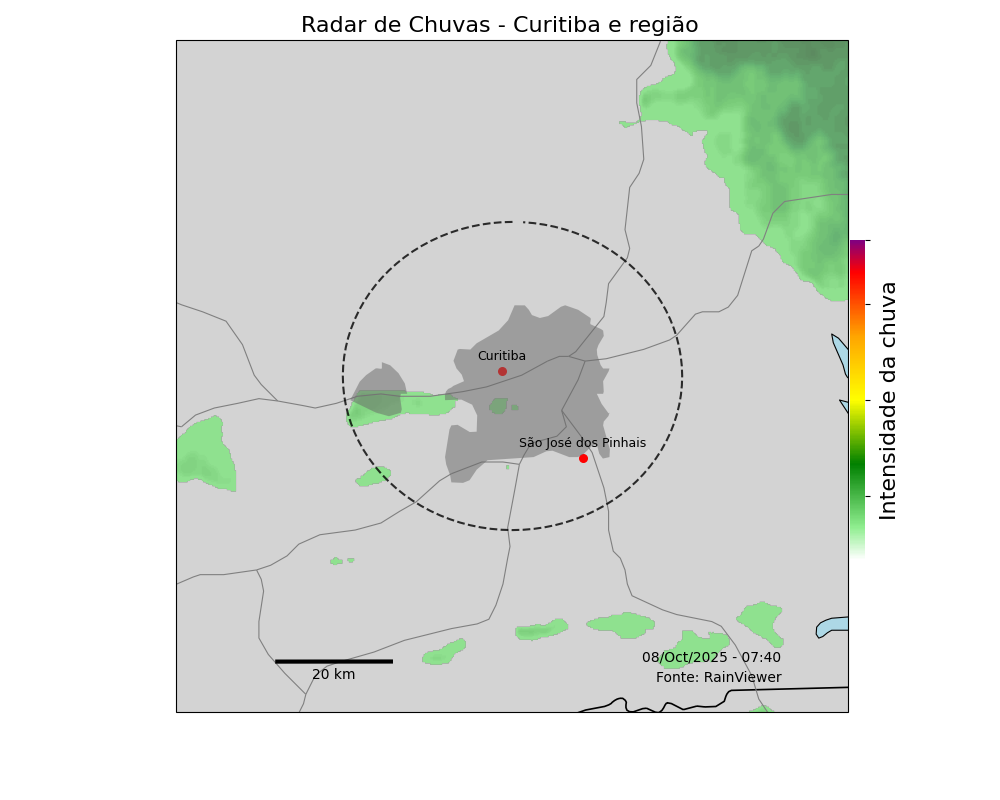 Radar de Chuvas - Curitiba e região
Curitiba
São José dos Pinhais
Intensidade da chuva
08/Oct/2025 - 07:40
Fonte: RainViewer
20 km